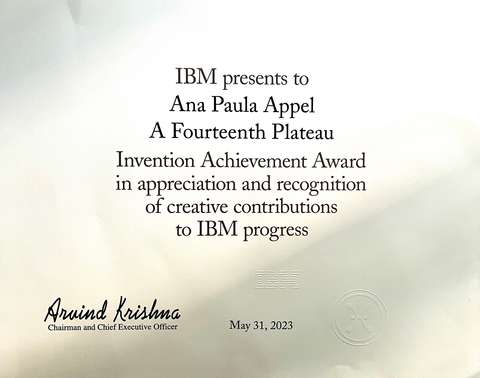 IBM presents to
Ana Paula Appel
A Fourteenth Plateau
Invention Achievement Award
in appreciation and recognition
of creative contributions
to IBM progress
Arvind Krishna
Chairman and Chief Executive Officer
May 31, 2023